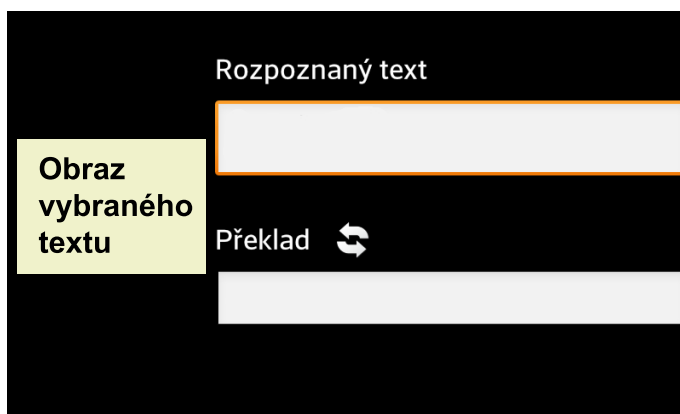 Rozpoznaný text
Obraz
vybraného
textu
Překlad